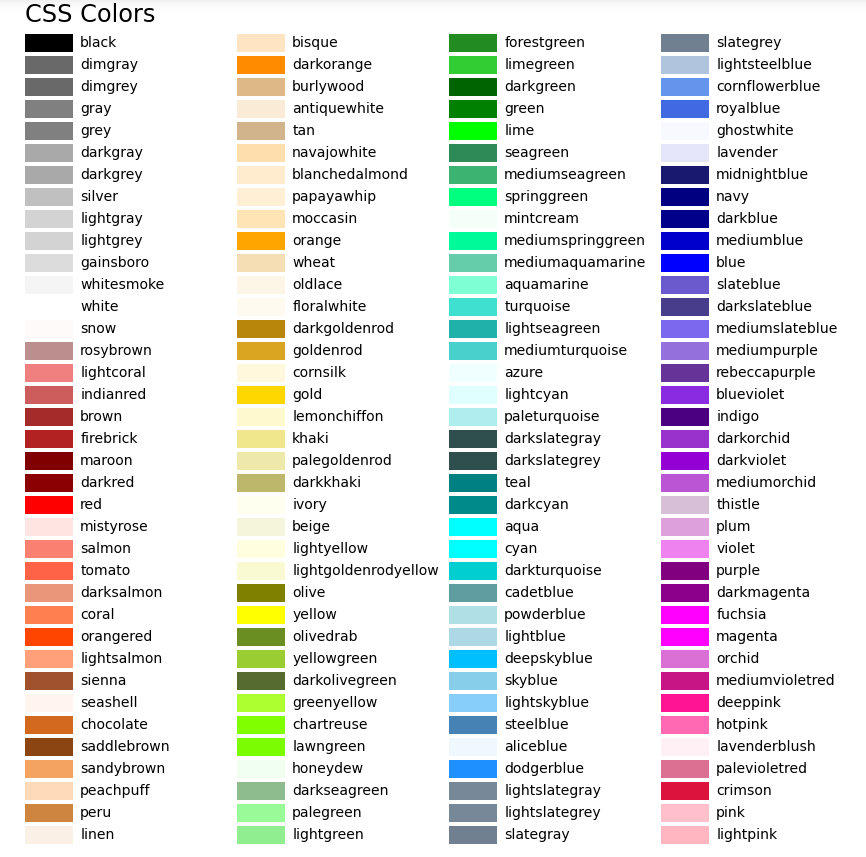 CSS Colors
black
dimgray
dimgrey
gray
grey
darkgray
darkgrey
silver
lightgray
lightgrey
gainsboro
whitesmoke
white
snow
rosybrown
lightcoral
indianred
brown
firebrick
maroon
darkred
red
mistyrose
salmon
tomato
darksalmon
coral
orangered
lightsalmon
sienna
seashell
chocolate
saddlebrown
sandybrown
peachpuff
peru
linen
bisque
darkorange
burlywood
antiquewhite
tan
navajowhite
blanchedalmond
papayawhip
moccasin
orange
wheat
oldlace
floralwhite
darkgoldenrod
goldenrod
cornsilk
gold
lemonchiffon
khaki
palegoldenrod
darkkhaki
ivory
beige
lightyellow
lightgoldenrodyellow
olive
yellow
olivedrab
yellowgreen
darkolivegreen
greenyellow
chartreuse
lawngreen
honeydew
darkseagreen
palegreen
lightgreen
forestgreen
limegreen
darkgreen
green
lime
seagreen
mediumseagreen
springgreen
mintcream
mediumspringgreen
mediumaquamarine
aquamarine
turquoise
lightseagreen
mediumturquoise
azure
lightcyan
paleturquoise
darkslategray
darkslategrey
teal
darkcyan
aqua
cyan
darkturquoise
cadetblue
powderblue
lightblue
deepskyblue
skyblue
lightskyblue
steelblue
aliceblue
dodgerblue
lightslategray
lightslategrey
slategray
slategrey
lightsteelblue
cornflowerblue
royalblue
ghostwhite
lavender
midnightblue
navy
darkblue
mediumblue
blue
slateblue
darkslateblue
mediumslateblue
mediumpurple
rebeccapurple
blueviolet
indigo
darkorchid
darkviolet
mediumorchid
thistle
plum
violet
purple
darkmagenta
fuchsia
magenta
orchid
mediumvioletred
deeppink
hotpink
lavenderblush
palevioletred
crimson
pink
lightpink